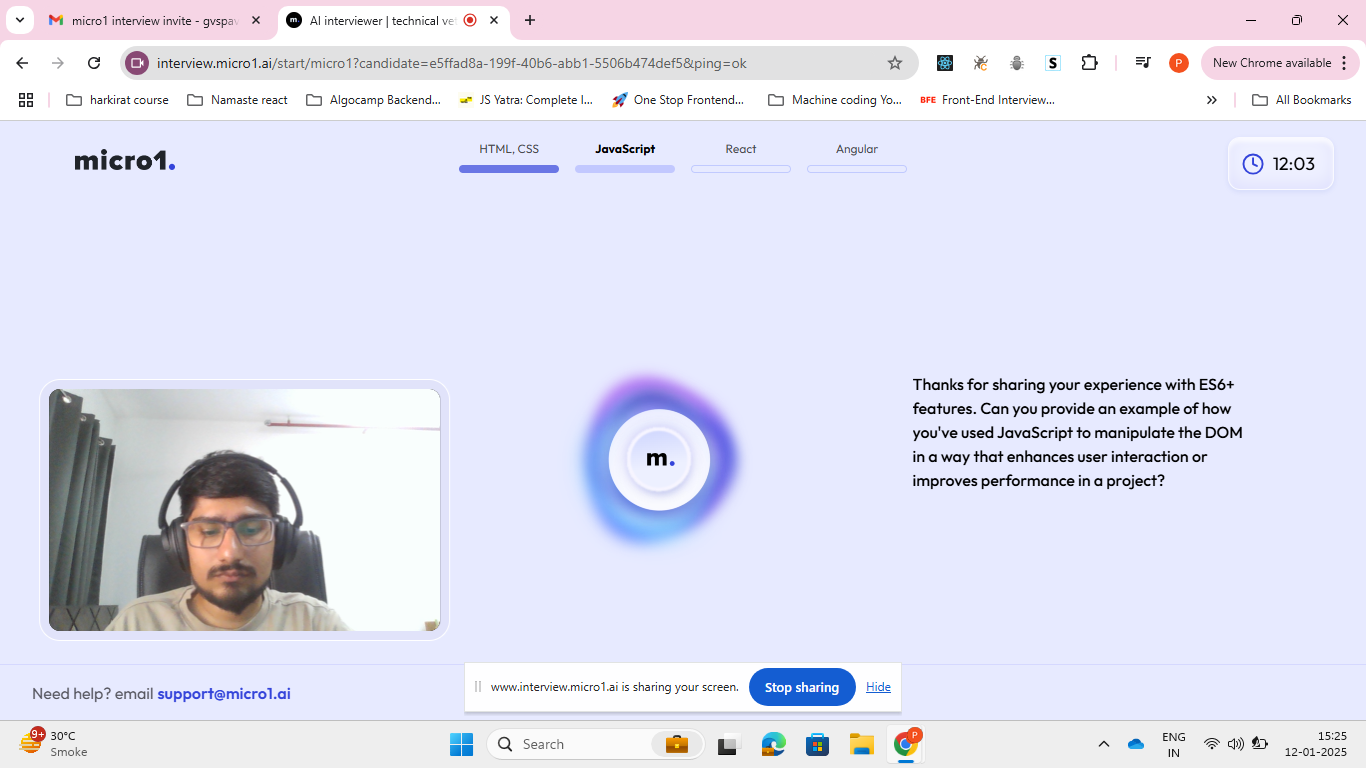 micro1 interview invite - gvspav
AI interviewer | technical vet
interview.micro1.ai/start/micro1?candidate=e5ffad8a-199f-40b6-abb1-5506b474def5&ping=ok
S
P
New Chrome available
harkirat course
Namaste react
Algocamp Backend...
JS Yatra: Complete I...
One Stop Frontend...
Machine coding Yo...
BFE
Front-End Interview...
All Bookmarks
micro1.
HTML, CSS
JavaScript
React
Angular
12:03
m.
Thanks for sharing your experience with ES6+
features. Can you provide an example of how
you've used JavaScript to manipulate the DOM
in a way that enhances user interaction or
improves performance in a project?
Need help? email support@micro1.ai
www.interview.micro1.ai is sharing your screen.
Stop sharing
Hide
9+
30°C
Smoke
Search
P
ENG
IN
15:25
12-01-2025